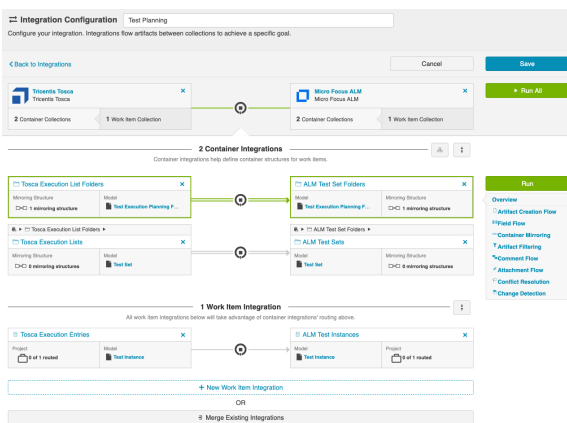 Integration Configuration Test Planning
Configure your integration. Integrations flow artifacts between collections to achieve a specific goal.
Back to Integrations
Cancel
Save
Tricentis Tosca
Tricentis Tosca
Micro Focus ALM
Micro Focus ALM
Run All
2 Container Collections 1 Work Item Collection
2 Container Collections 1 Work Item Collection
2 Container Integrations
Container integrations help define container structures for work items.
Tosca Execution List Folders
Mirroring Structure Model
1 mirroring structure Test Execution Planning F...
ALM Test Set Folders
Model Mirroring Structure
Test Execution Planning F... 1 mirroring structure
Run
Overview
Artifact Creation Flow
Field Flow
Container Mirroring
Artifact Filtering
Comment Flow
Attachment Flow
Conflict Resolution
Change Detection
Tosca Execution List Folders
Tosca Execution Lists
Mirroring Structure Model
0 mirroring structures Test Set
ALM Test Set Folders
ALM Test Sets
Model Mirroring Structure
Test Set 0 mirroring structures
1 Work Item Integration
All work item integrations below will take advantage of container integrations' routing above.
Tosca Execution Entries
Project Model
0 of 1 routed Test Instance
ALM Test Instances
Model Project
Test Instance 0 of 1 routed
+ New Work Item Integration
OR
Merge Existing Integrations